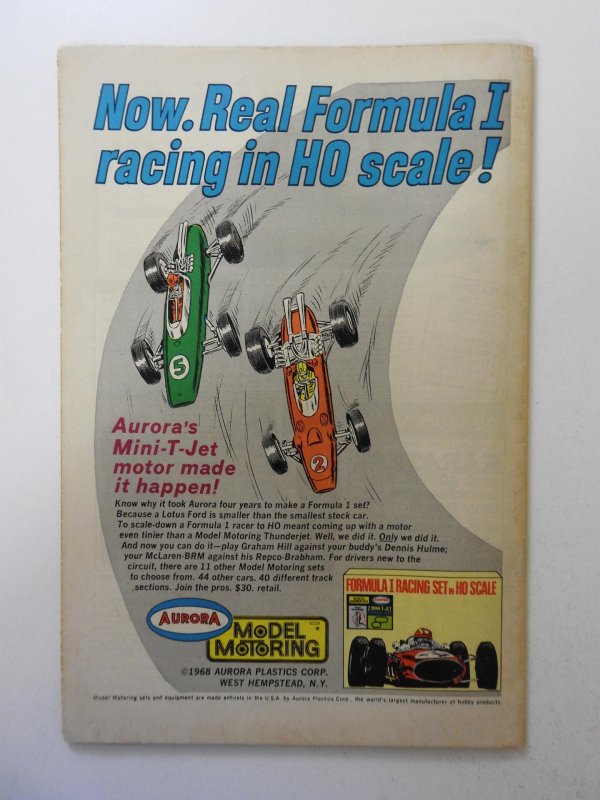 Now. Real Formula I
racing in HO scale!
5
2
Aurora's
Mini-T-Jet
motor made
it happen!
Know why it took Aurora four years to make a Formula 1 set?
Because a Lotus Ford is smaller than the smallest stock car.
To scale-down a Formula 1 racer to HO meant coming up with a motor
even tinier than a Model Motoring Thunderjet. Well, we did it. Only we did it.
And now you can do it—play Graham Hill against your buddy's Dennis Hulme;
your McLaren-BRM against his Repco-Brabham. For drivers new to the
circuit, there are 11 other Model Motoring sets
to choose from. 44 other cars. 40 different track
sections. Join the pros. $30. retail.
FORMULA I RACING SET IN HO SCALE
AURORA
MODEL
MOTORING
©1968 AURORA PLASTICS CORP.
WEST HEMPSTEAD, N.Y.
Model Motoring sets and equipment are made entirely in the U.S.A. by Aurora Plastics Corp., the world's largest manufacturer of hobby products.